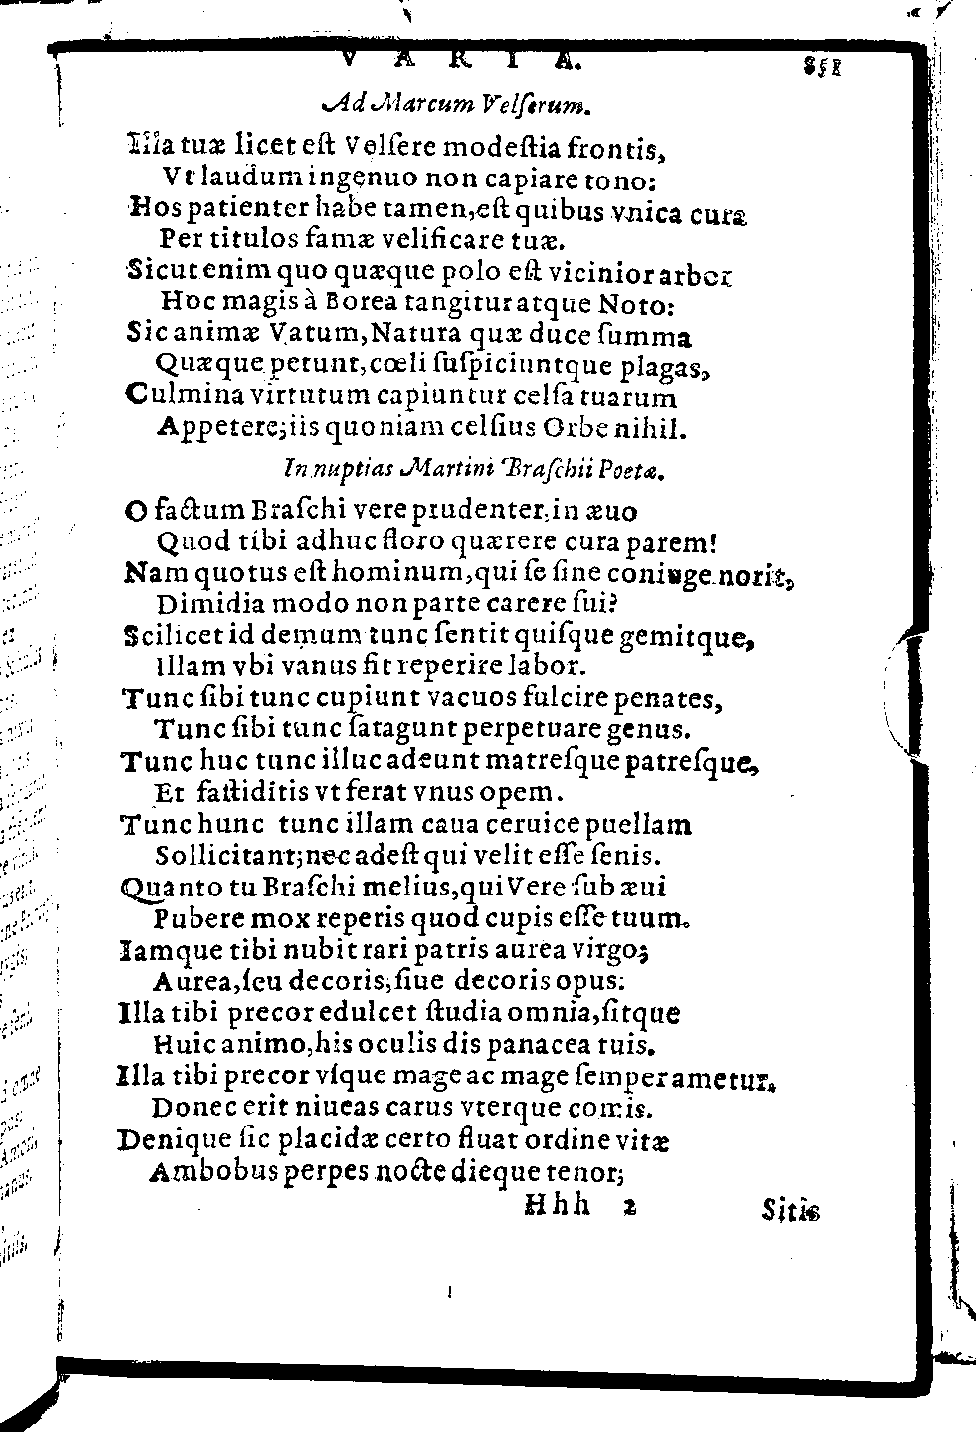 VARIA. 851
Ad Marcum Velſerum.
Illa tuæ licet eſt Velſere modeſtia frontis,
Vt laudum ingenuo non capiare tono:
Hos patienter habe tamen, eſt quibus vnica cura
Per titulos famæ velificare tuæ.
Sicut enim quo quæque polo eſt vicinior arbor
Hoc magis à Borea tangitur atque Noto:
Sic animæ Vatum, Natura quæ duce ſumma
Quæque petunt, cœli ſuſpiciuntque plagas,
Culmina virtutum capiuntur celſa tuarum
Appetere; iis quoniam celſius Orbe nihil.
In nuptias Martini Braſchii Poetæ.
O factum Braſchi vere prudenter, in æuo
Quod tibi adhuc floro quærere cura parem!
Nam quotus eſt hominum, qui ſe ſine coniuge norit,
Dimidia modo non parte carere ſui?
Scilicet id demum tunc ſentit quiſque gemitque,
Illam vbi vanus fit reperire labor.
Tunc ſibi tunc cupiunt vacuos fulcire penates,
Tunc ſibi tunc ſatagunt perpetuare genus.
Tunc huc tunc illuc adeunt matreſque patreſque,
Et faſtiditis vt ferat vnus opem.
Tunc hunc tunc illam caua ceruice puellam
Sollicitant; nec adeſt qui velit eſſe ſenis.
Quanto tu Braſchi melius, qui Vere ſub æui
Pubere mox reperis quod cupis eſſe tuum.
Iamque tibi nubit rari patris aurea virgo;
Aurea, ſeu decoris, ſiue decoris opus:
Illa tibi precor edulcet ſtudia omnia, ſitque
Huic animo, his oculis dis panacea tuis.
Illa tibi precor vſque mage ac mage ſemper ametur.
Donec erit niueas carus vterque comis.
Denique ſic placidæ certo fluat ordine vitæ
Ambobus perpes nocte dieque tenor;
Hhh 2 Sitis